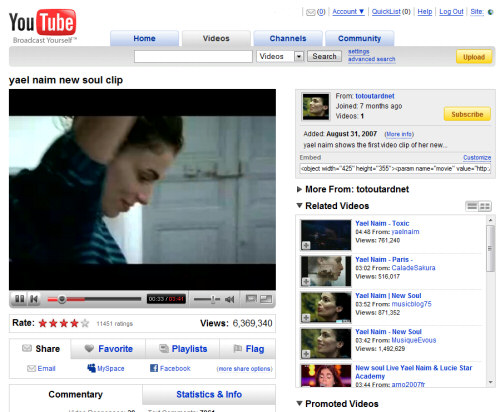 You Tube
Broadcast Yourself™
(0) | Account ▼ | QuickList (0) | Help | Log Out | Site:
Home Videos Channels Community
Videos Search settings
advanced search
Upload
yael naim new soul clip
00:33 / 03:41
Rate: 11451 ratings Views: 6,369,340
Share Favorite Playlists Flag
Email MySpace Facebook (more share options)
Commentary Statistics & Info
From: totoutardnet
Joined: 7 months ago
Videos: 1
Subscribe
Added: August 31, 2007 (More info)
yael naim shows the first video clip of her new...
Embed Customize
<object width="425" height="355"><param name="movie" value="http...
More From: totoutardnet
Related Videos
Yael Naim - Toxic
04:48 From: yaelnaim
Views: 761,240
Yael Naim - Paris -
03:02 From: CaladeSakura
Views: 516,017
Yael Naim | New Soul
03:52 From: musicblog75
Views: 871,352
Yael Naim - New Soul
03:42 From: MusiqueEvous
Views: 1,492,629
New soul Live Yael Naim & Lucie Star
Academy
03:44 From: amo2007fr
Promoted Videos